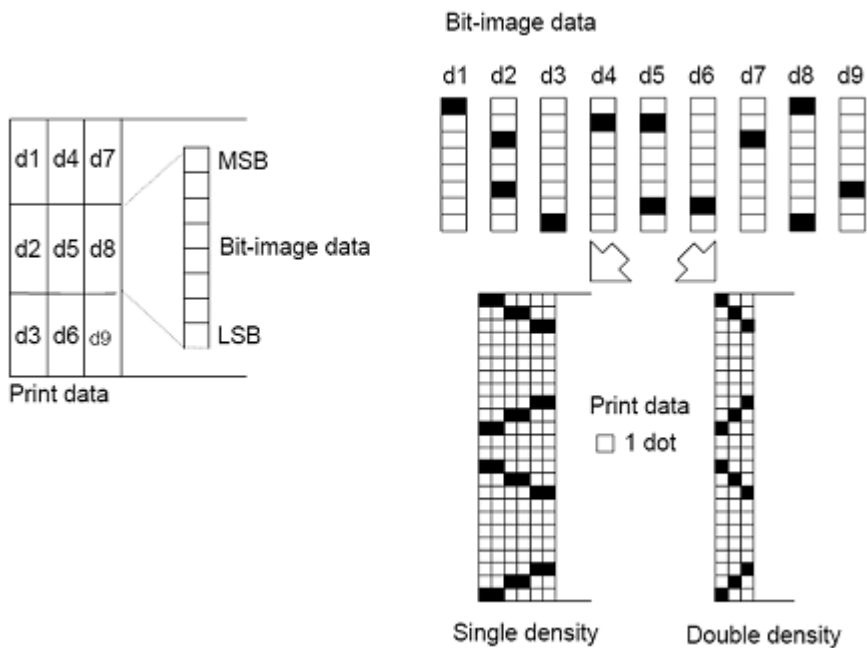 Bit-image data
d1 d2 d3 d4 d5 d6 d7 d8 d9
d1 d4 d7
d2 d5 d8
d3 d6 d9
MSB
Bit-image data
LSB
Print data
Print data
1 dot
Single density
Double density